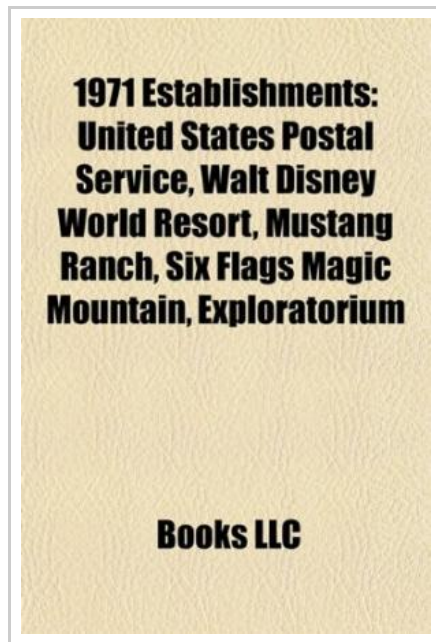 1971 Establishments:
United States Postal
Service, Walt Disney
World Resort, Mustang
Ranch, Six Flags Magic
Mountain, Exploratorium
Books LLC